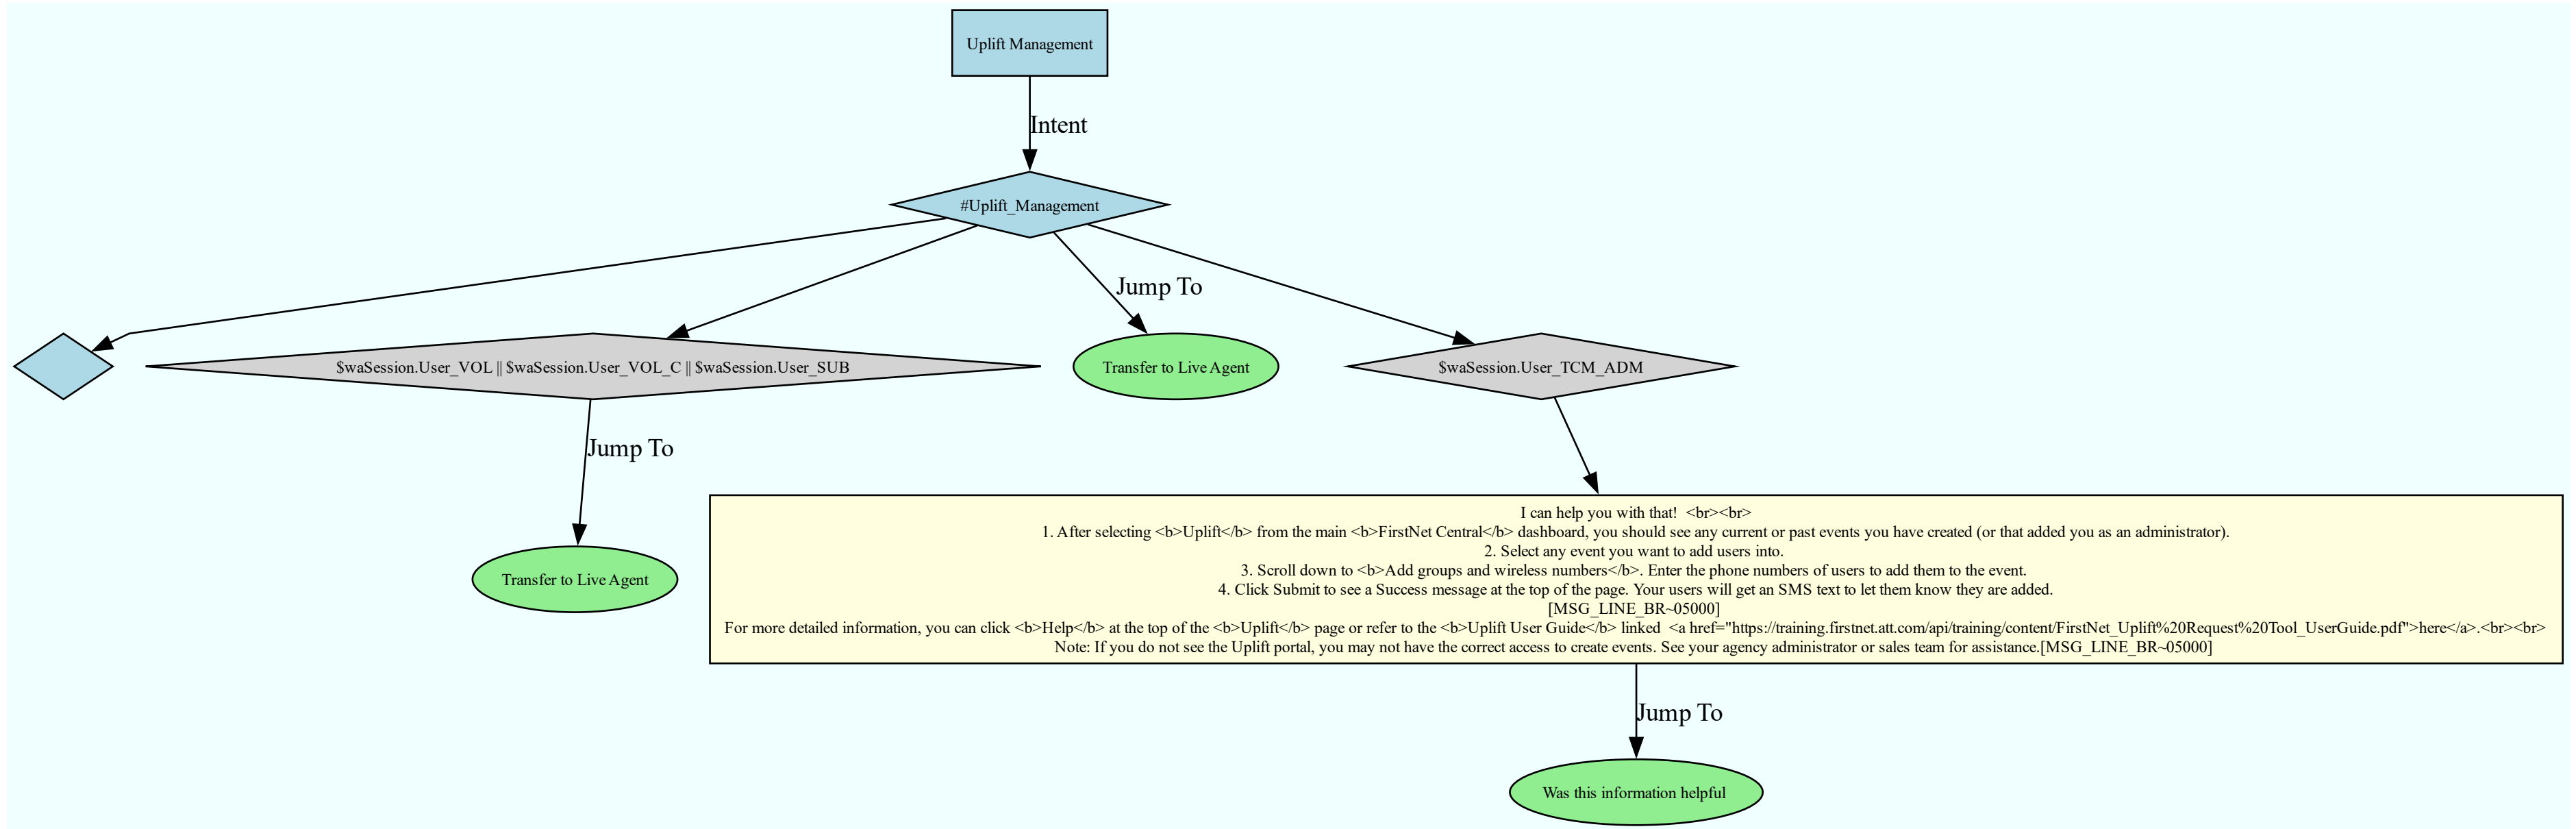 Uplift Management
Intent
#Uplift_Management
Jump To
$waSession.User_VOL || $waSession.User_VOL_C || $waSession.User_SUB
Transfer to Live Agent
$waSession.User_TCM_ADM
Jump To
Transfer to Live Agent
I can help you with that!  <br><br>
1. After selecting <b>Uplift</b> from the main <b>FirstNet Central</b> dashboard, you should see any current or past events you have created (or that added you as an administrator).
2. Select any event you want to add users into.
3. Scroll down to <b>Add groups and wireless numbers</b>. Enter the phone numbers of users to add them to the event.
4. Click Submit to see a Success message at the top of the page. Your users will get an SMS text to let them know they are added.
[MSG_LINE_BR~05000]
For more detailed information, you can click <b>Help</b> at the top of the <b>Uplift</b> page or refer to the <b>Uplift User Guide</b> linked  <a href="https://training.firstnet.att.com/api/training/content/FirstNet_Uplift%20Request%20Tool_UserGuide.pdf">here</a>.<br><br>
Note: If you do not see the Uplift portal, you may not have the correct access to create events. See your agency administrator or sales team for assistance.[MSG_LINE_BR~05000]
Jump To
Was this information helpful